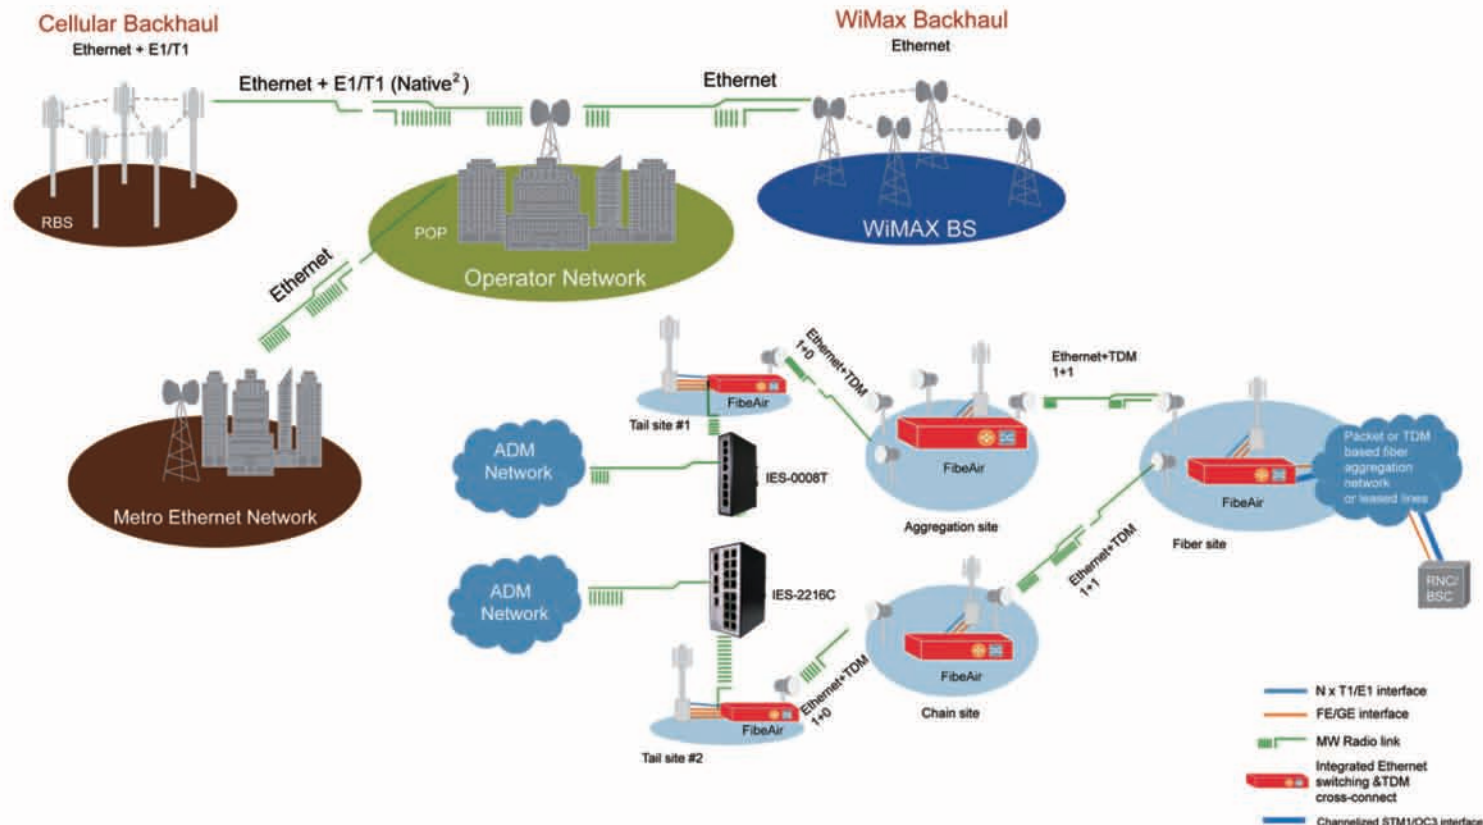 Cellular Backhaul
Ethernet + E1/T1
WiMax Backhaul
Ethernet
Ethernet + E1/T1 (Native²)
Ethernet
RBS
POP
Operator Network
WiMAX BS
Ethernet
Metro Ethernet Network
FibeAir
Tail site #1
Ethernet+TDM
1+0
FibeAir
Aggregation site
Ethernet+TDM
1+1
FibeAir
Fiber site
Packet or TDM
based fiber
aggregation
network
or leased lines
RNC/
BSC
ADM
Network
IES-0008T
ADM
Network
IES-2216C
FibeAir
Tail site #2
Ethernet+TDM
1+0
FibeAir
Chain site
Ethernet+TDM
1+1
N x T1/E1 interface
FE/GE interface
MW Radio link
Integrated Ethernet
switching &TDM
cross-connect
Channelized STM1/OC3 interface